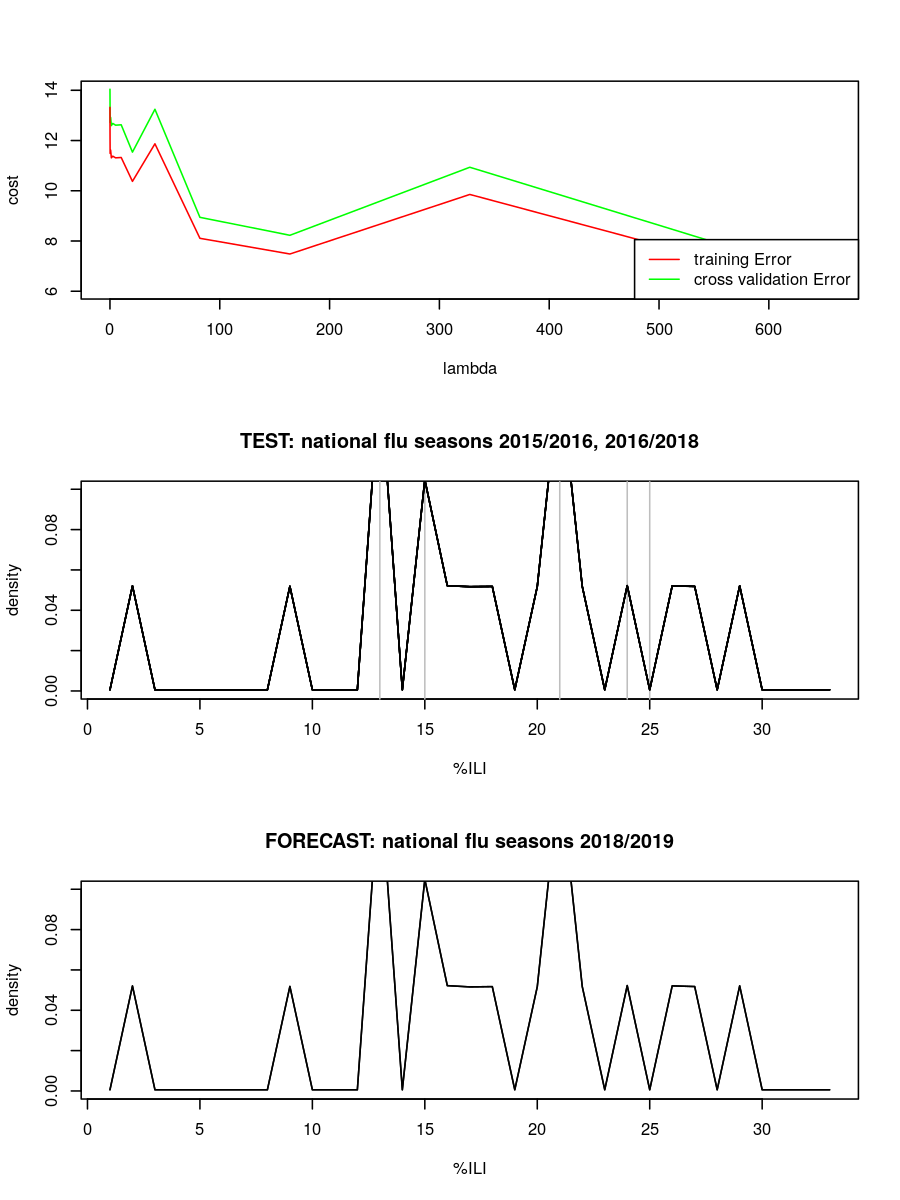 14
12
10
8
6
cost
training Error
cross validation Error
0 100 200 300 400 500 600
lambda
TEST: national flu seasons 2015/2016, 2016/2018
0.08
0.04
0.00
density
0 5 10 15 20 25 30
%ILI
FORECAST: national flu seasons 2018/2019
0.08
0.04
0.00
density
0 5 10 15 20 25 30
%ILI